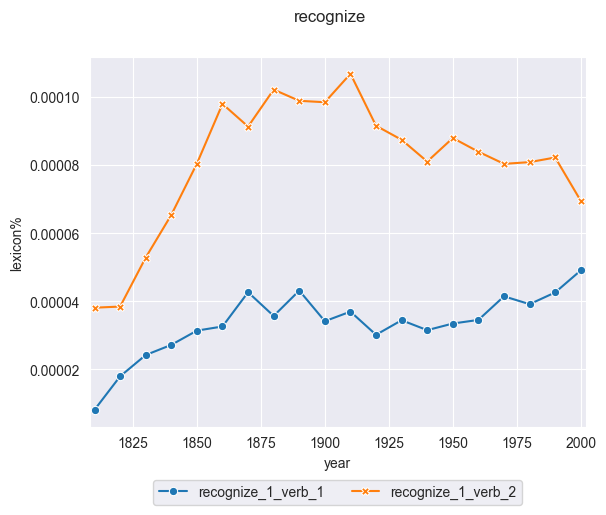 recognize
0.00010
0.00008
0.00006
0.00004
0.00002
lexicon%
1825 1850 1875 1900 1925 1950 1975 2000
year
recognize_1_verb_1 recognize_1_verb_2